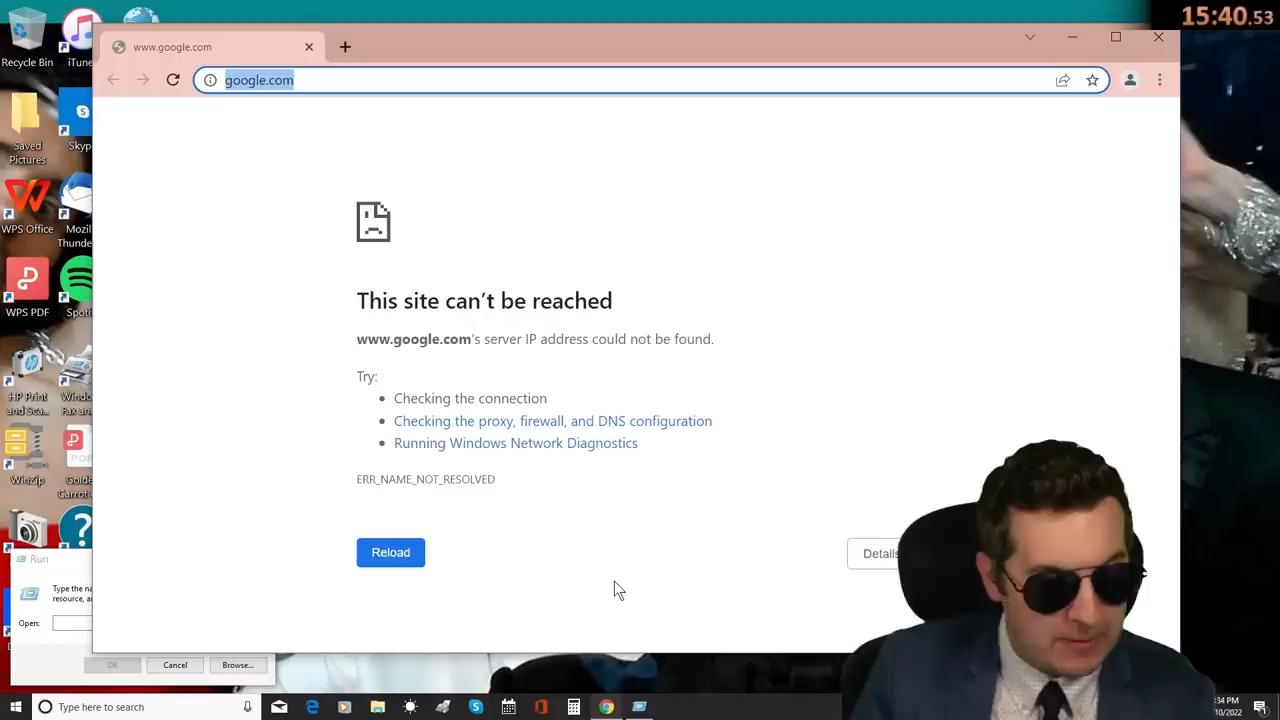 15:40.53
www.google.com
google.com
Recycle Bin
iTune
Saved
Pictures
Skyp
WPS Office
Mozil
Thunde
WPS PDF
Spoti
HP Print
and Sca...
Windo
Fax and
WinZip
Golde
Carrot
This site can't be reached
www.google.com's server IP address could not be found.
Try:
Checking the connection
Checking the proxy, firewall, and DNS configuration
Running Windows Network Diagnostics
ERR_NAME_NOT_RESOLVED
Reload
Details
Run
Type the na
resource, a
Open:
OK
Cancel
Browse...
Type here to search
:34 PM
10/2022